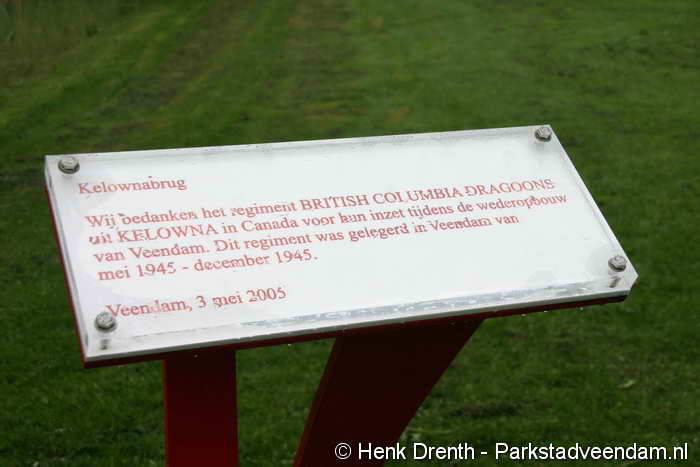 Kelownabrug
Wij bedanken het regiment BRITISH COLUMBIA DRAGOONS
uit KELOWNA in Canada voor hun inzet tijdens de wederopbouw
van Veendam. Dit regiment was gelegerd in Veendam van
mei 1945 - december 1945.
Veendam, 3 mei 2005
© Henk Drenth - Parkstadveendam.nl